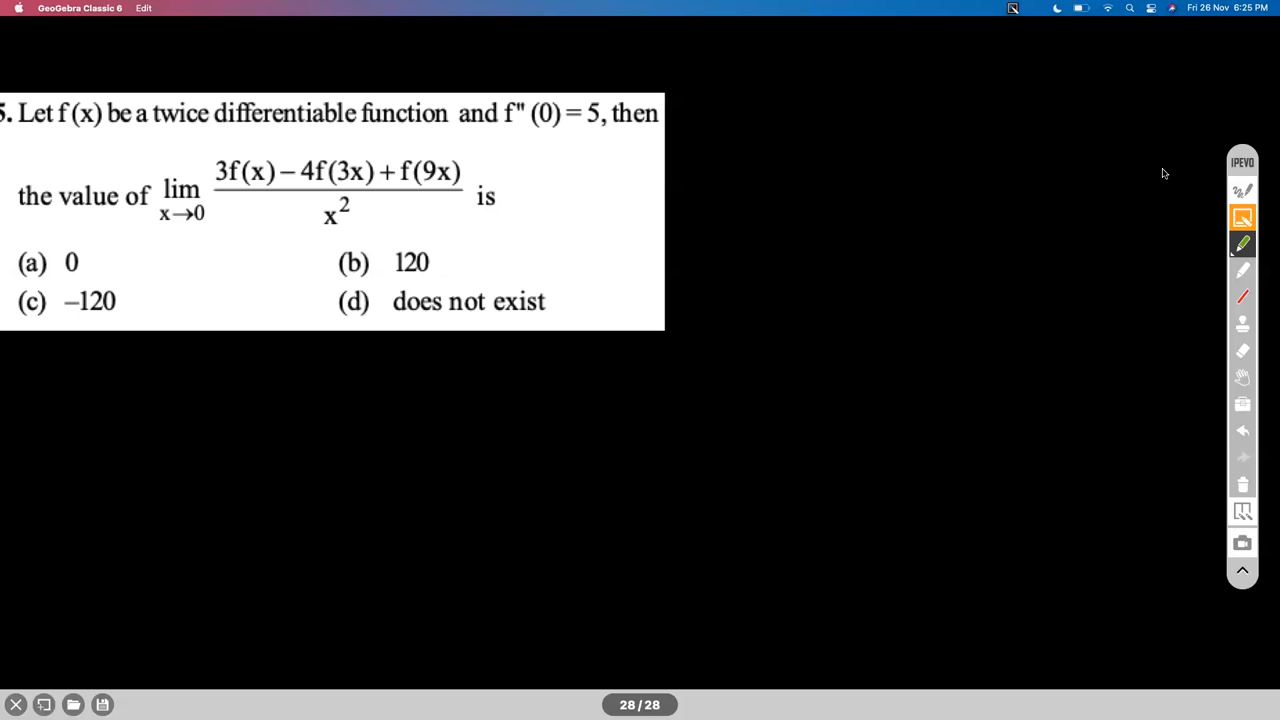 GeoGebra Classic 6 Edit Fri 26 Nov 6:25 PM
5. Let f (x) be a twice differentiable function and f" (0) = 5, then
the value of lim x→0 3f(x) – 4f(3x) + f(9x) / x² is
(a) 0 (b) 120
(c) –120 (d) does not exist
IPEVO
28 / 28